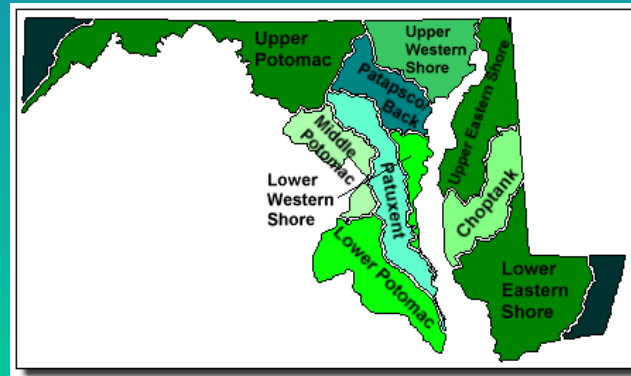 Upper
Potomac
Upper
Western
Shore
Patapsco/
Back
Upper Eastern Shore
Middle
Potomac
Patuxent
Lower
Western
Shore
Choptank
Lower Potomac
Lower
Eastern
Shore